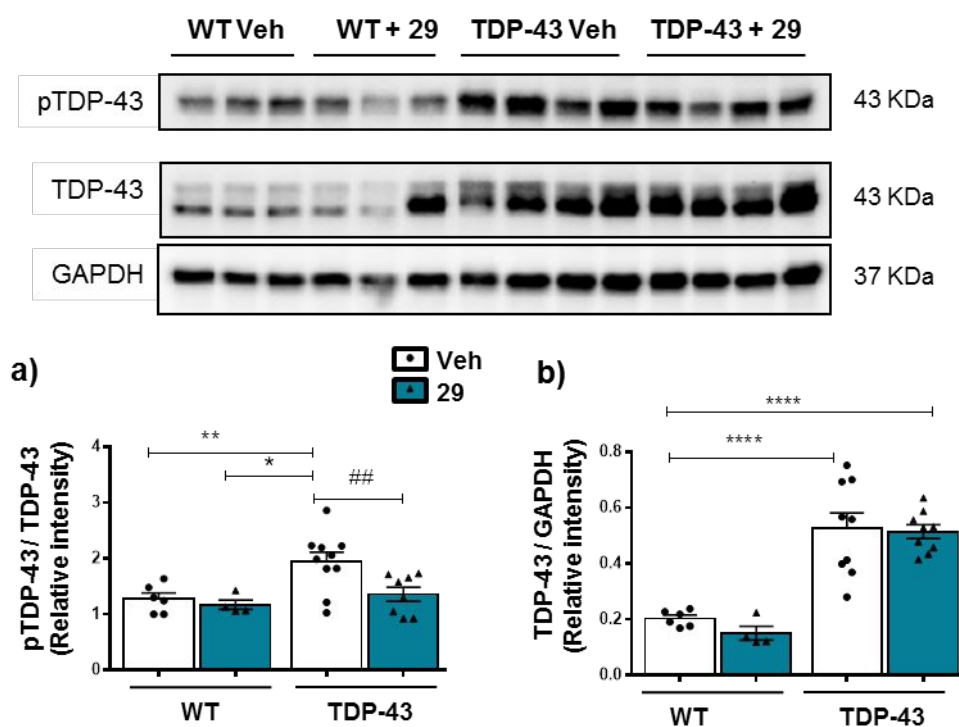 WT Veh WT + 29 TDP-43 Veh TDP-43 + 29
pTDP-43 43 KDa
TDP-43 43 KDa
GAPDH 37 KDa
a)
Veh
29
b)
pTDP-43 / TDP-43
(Relative intensity)
4
3
2
1
0
**
*
##
WT TDP-43
TDP-43 / GAPDH
(Relative intensity)
0.8
0.6
0.4
0.2
0.0
****
****
WT TDP-43